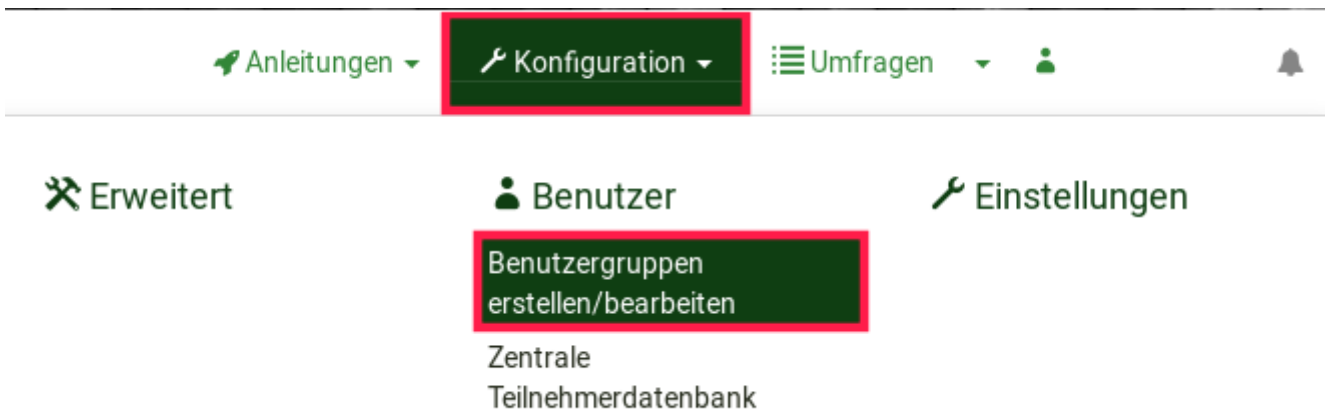 Anleitungen Konfiguration Umfragen
Erweitert Benutzer Einstellungen
Benutzergruppen
erstellen/bearbeiten
Zentrale
Teilnehmerdatenbank